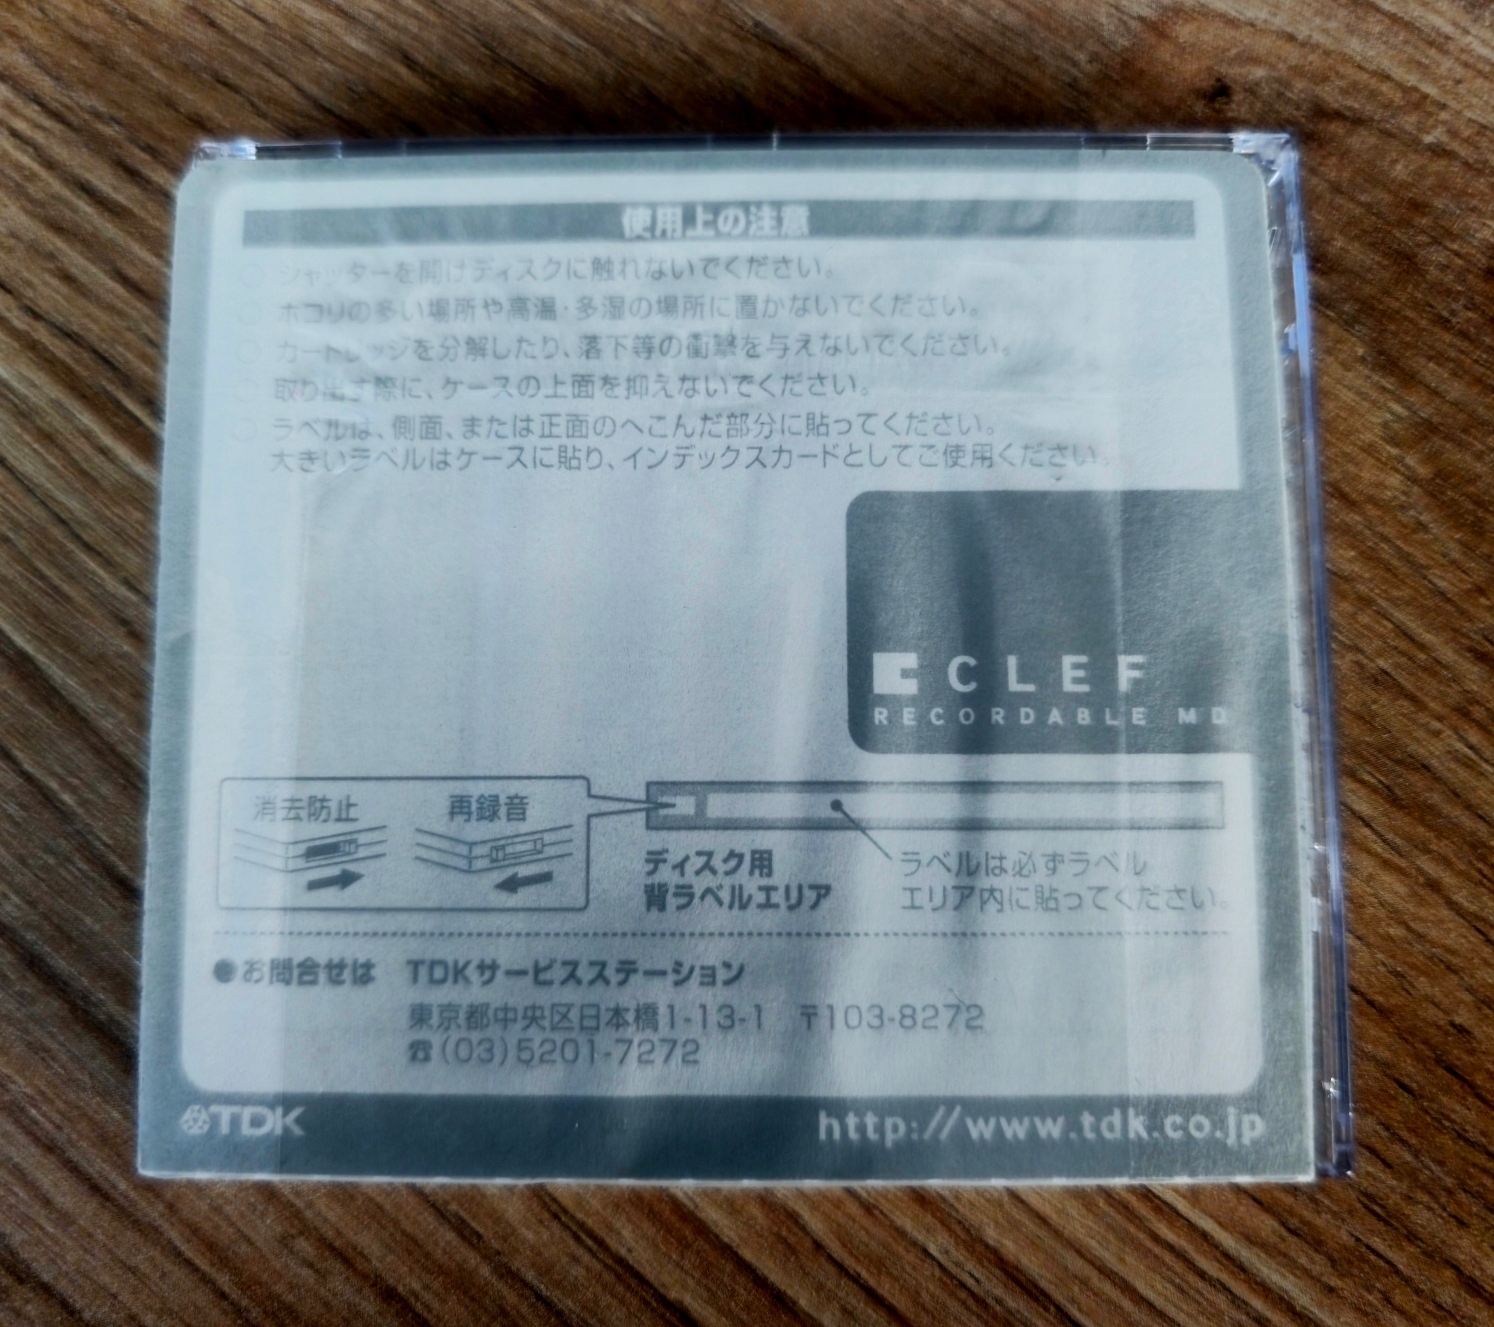 使用上の注意
○ シャッターを開けディスクに触れないでください。
○ ホコリの多い場所や高温・多湿の場所に置かないでください。
○ カートレッジを分解したり、落下等の衝撃を与えないでください。
○ 取り出す際に、ケースの上面を抑えないでください。
○ ラベルは、側面、または正面のへこんだ部分に貼ってください。
大きいラベルはケースに貼り、インデックスカードとしてご使用ください。
CLEF
RECORDABLE MD
消去防止 再録音
ディスク用
背ラベルエリア
ラベルは必ずラベル
エリア内に貼ってください。
●お問合せは TDKサービスステーション
東京都中央区日本橋1-13-1 〒103-8272
☎(03)5201-7272
TDK http://www.tdk.co.jp